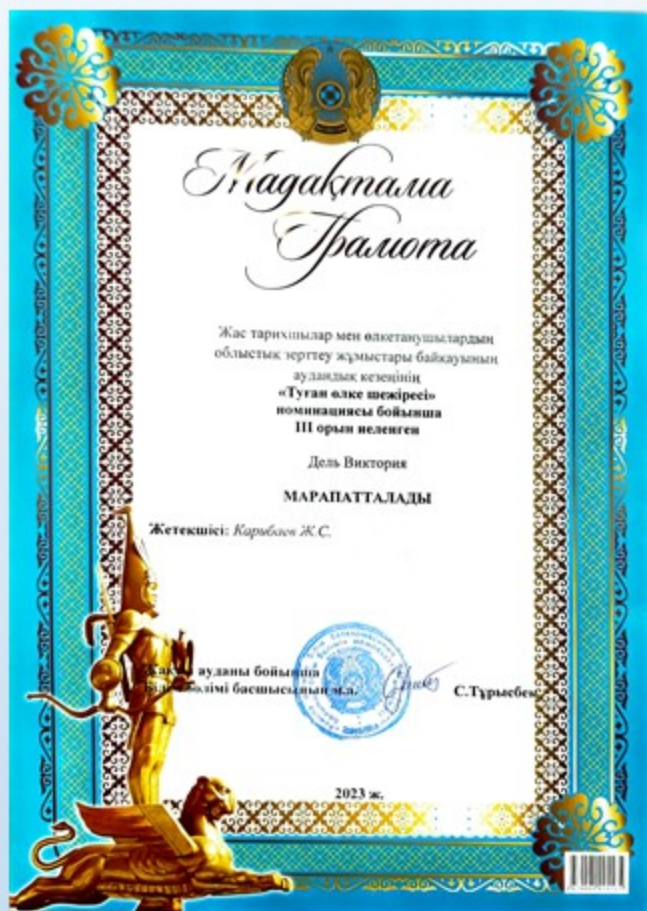 Мадақтама
Грамота
Жас тарихшылар мен өлкетанушылардың
облыстық зерттеу жұмыстары байқауының
аудандық кезеңінің
«Туған өлке шежіресі»
номинациясы бойынша
III орын иеленген
Дель Виктория
МАРАПАТТАЛАДЫ
Жетекшісі: Карибаев Ж.С.
ауданы бойынша
басшысының м.а.
С.Тұрысбек
2023 ж.